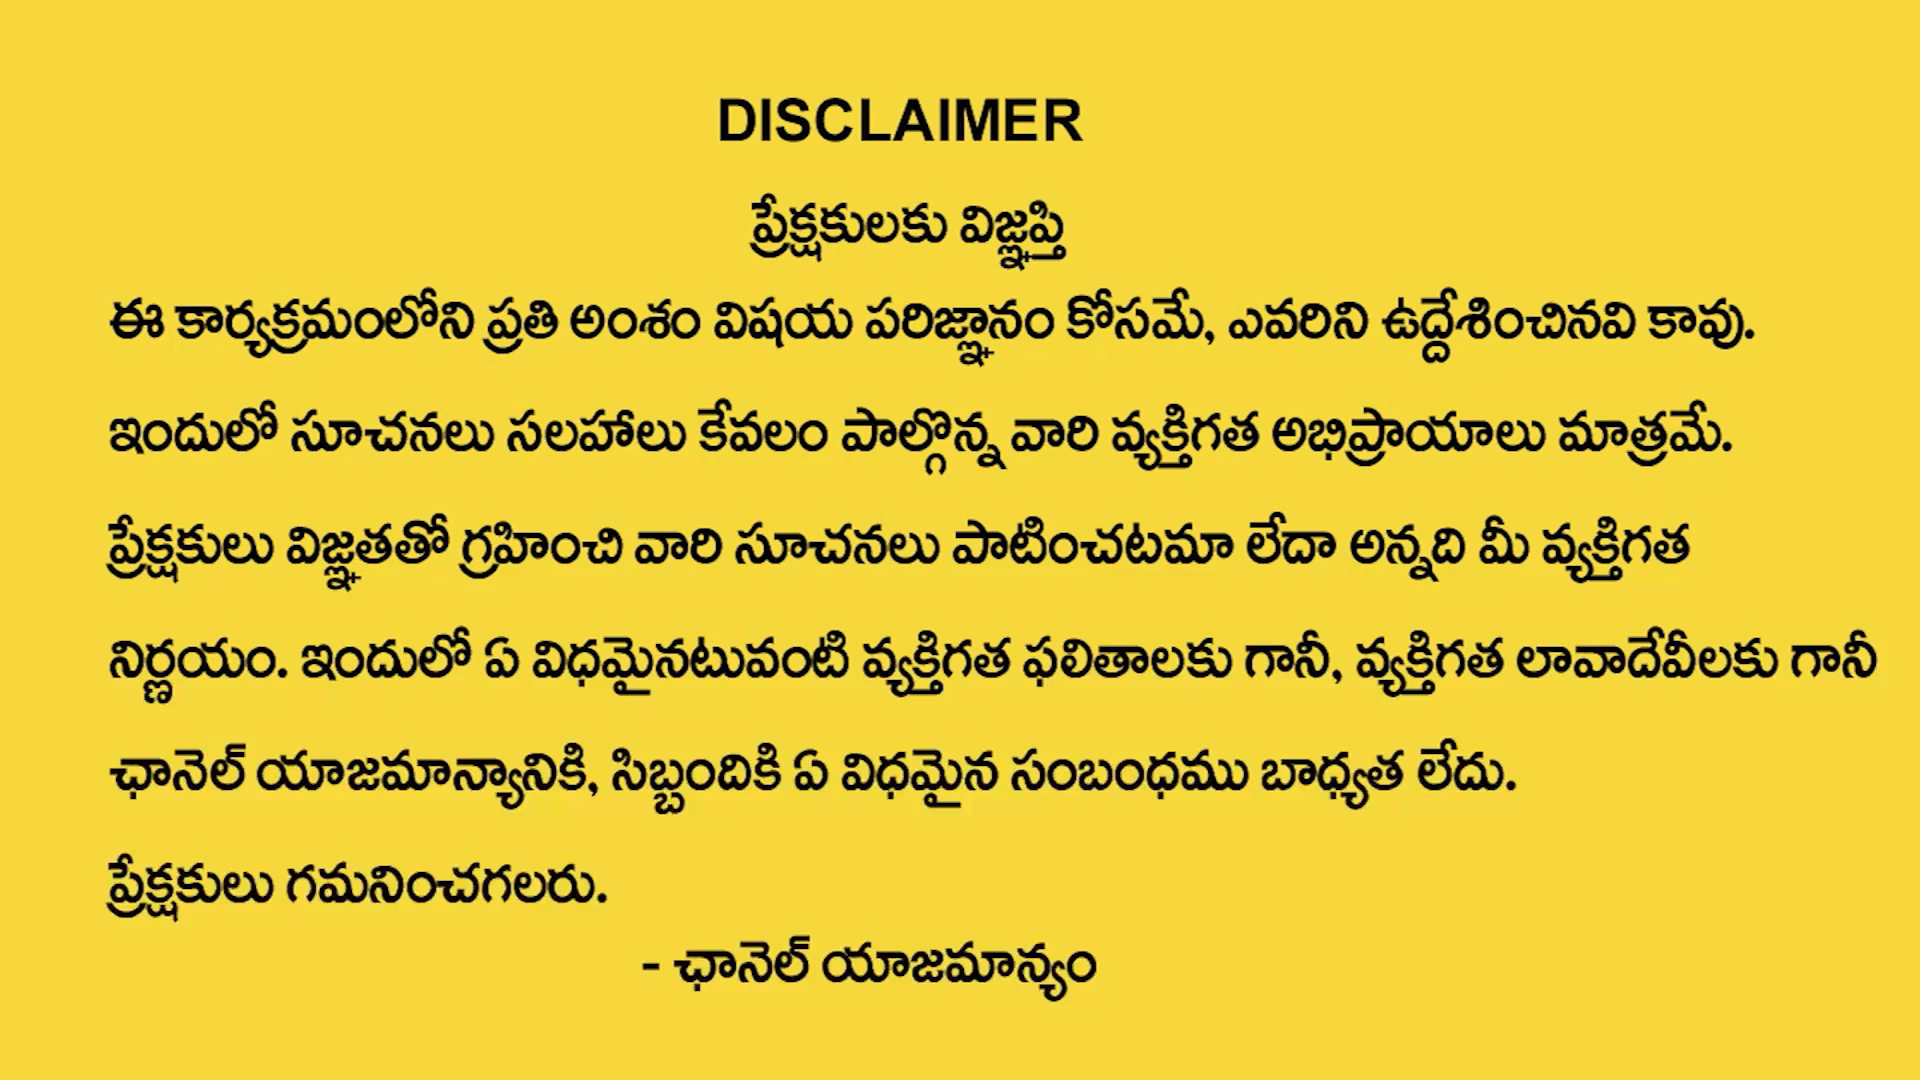 DISCLAIMER
ప్రేక్షకులకు విజ్ఞప్తి
ఈ కార్యక్రమంలోని ప్రతి అంశం విషయ పరిజ్ఞానం కోసమే, ఎవరిని ఉద్దేశించినవి కావు.
ఇందులో సూచనలు సలహాలు కేవలం పాల్గొన్న వారి వ్యక్తిగత అభిప్రాయాలు మాత్రమే.
ప్రేక్షకులు విజ్ఞతతో గ్రహించి వారి సూచనలు పాటించటమా లేదా అన్నది మీ వ్యక్తిగత
నిర్ణయం. ఇందులో ఏ విధమైనటువంటి వ్యక్తిగత ఫలితాలకు గానీ, వ్యక్తిగత లావాదేవీలకు గానీ
ఛానెల్ యాజమాన్యానికి, సిబ్బందికి ఏ విధమైన సంబంధము బాధ్యత లేదు.
ప్రేక్షకులు గమనించగలరు.
- ఛానెల్ యాజమాన్యం